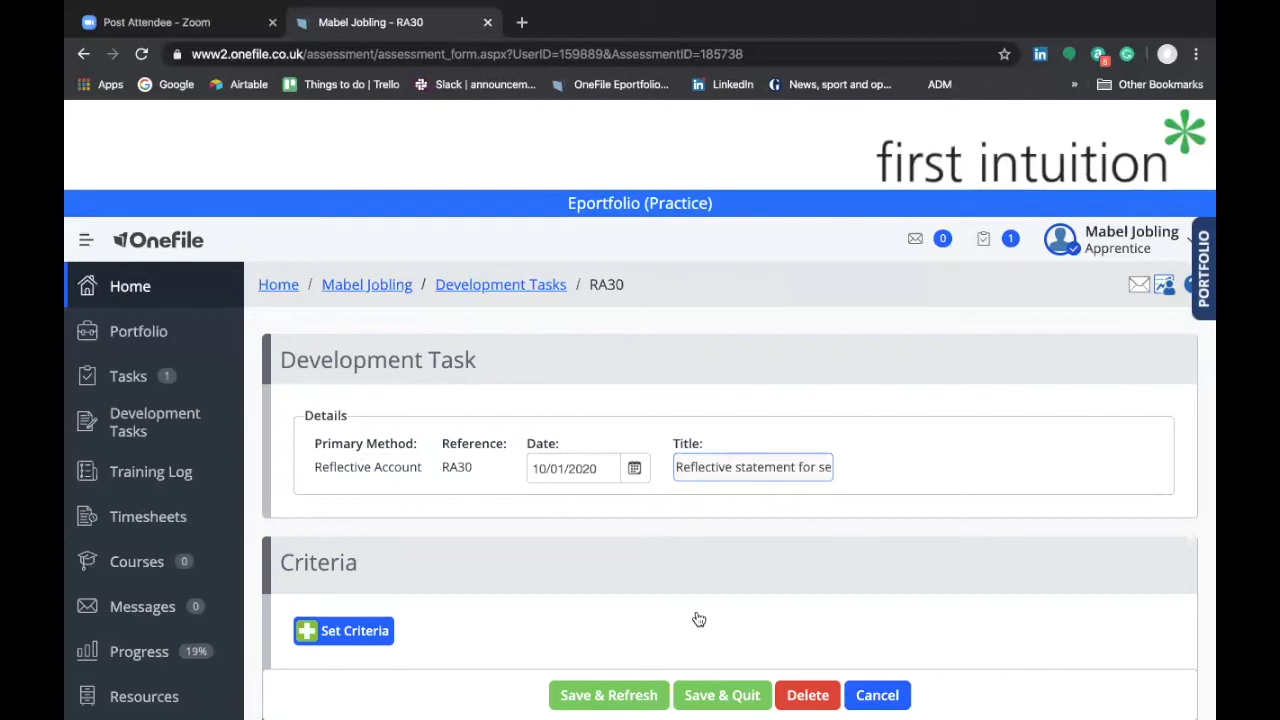 Post Attendee - Zoom
Mabel Jobling - RA30
www2.onefile.co.uk/assessment/assessment_form.aspx?UserID=159889&AssessmentID=185738
5
Apps Google Airtable Things to do | Trello Slack | announcem... OneFile Eportfolio... LinkedIn News, sport and op... ADM » Other Bookmarks
first intuition
Eportfolio (Practice)
Onefile
0 1
Mabel Jobling
Apprentice
PORTFOLIO
Home / Mabel Jobling / Development Tasks / RA30
Home
Portfolio
Tasks 1
Development
Tasks
Training Log
Timesheets
Courses 0
Messages 0
Progress 19%
Resources
Development Task
Details
Primary Method: Reference: Date: Title:
Reflective Account RA30 10/01/2020 Reflective statement for se
Criteria
Set Criteria
Save & Refresh Save & Quit Delete Cancel